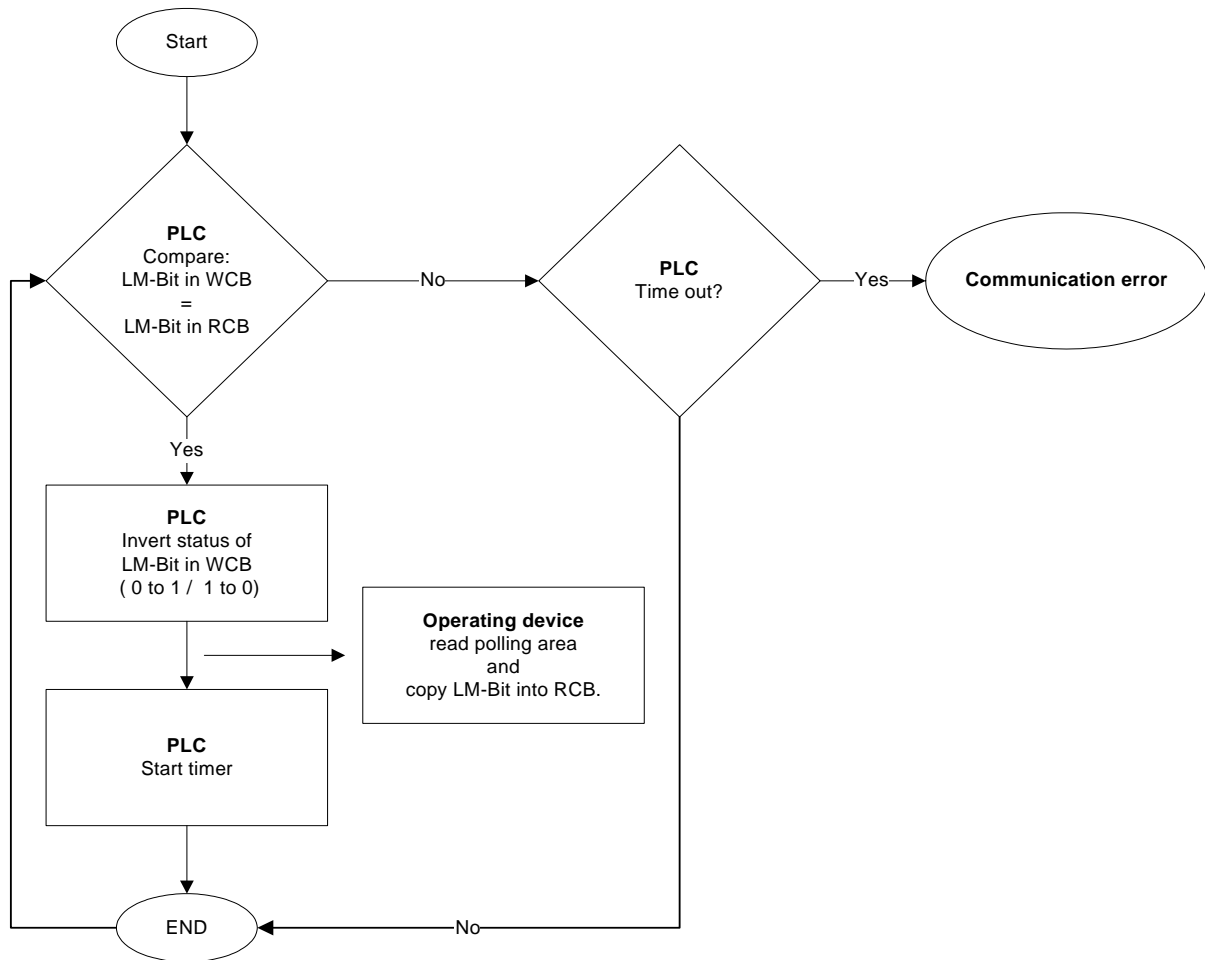 Start
PLC
Compare:
LM-Bit in WCB
=
LM-Bit in RCB
No
PLC
Time out?
Yes
Communication error
Yes
PLC
Invert status of
LM-Bit in WCB
( 0 to 1 /  1 to 0)
Operating device
read polling area
and
copy LM-Bit into RCB.
PLC
Start timer
END
No